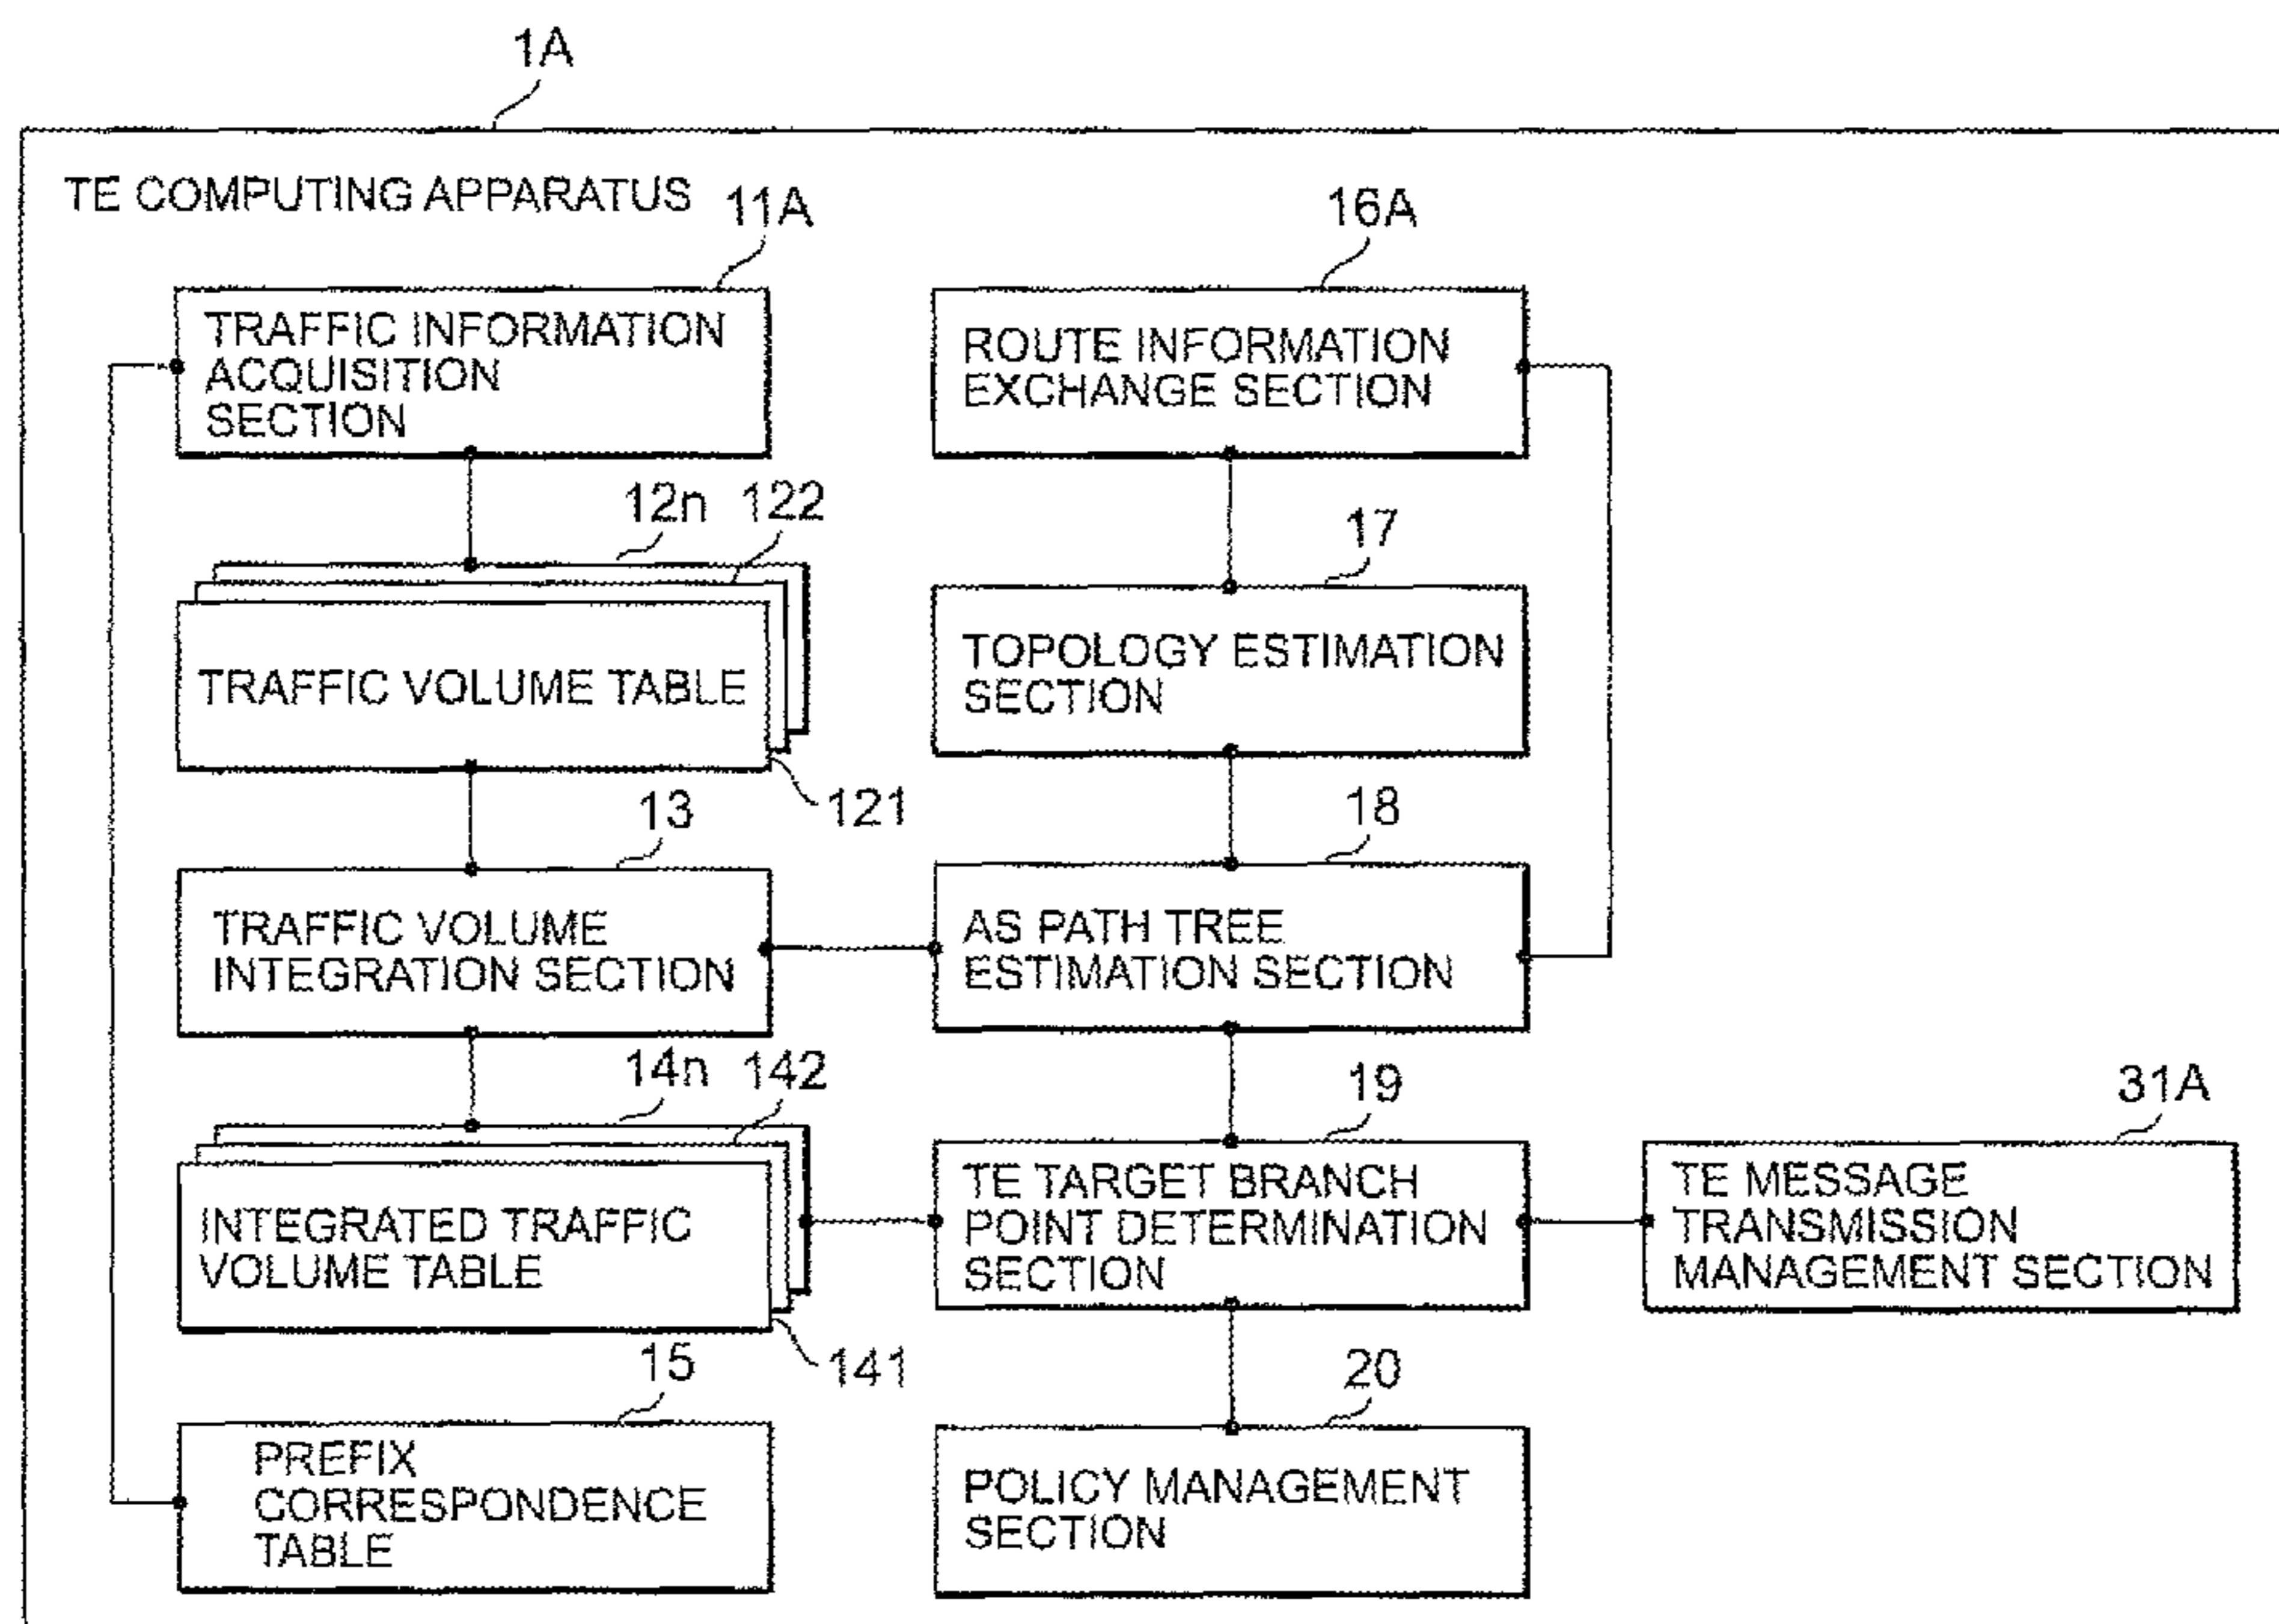 1A
TE COMPUTING APPARATUS
11A
16A
TRAFFIC INFORMATION
ACQUISITION
SECTION
ROUTE INFORMATION
EXCHANGE SECTION
12n
122
17
TRAFFIC VOLUME TABLE
TOPOLOGY ESTIMATION
SECTION
121
13
18
TRAFFIC VOLUME
INTEGRATION SECTION
AS PATH TREE
ESTIMATION SECTION
14n
142
19
31A
INTEGRATED TRAFFIC
VOLUME TABLE
TE TARGET BRANCH
POINT DETERMINATION
SECTION
TE MESSAGE
TRANSMISSION
MANAGEMENT SECTION
141
15
20
PREFIX
CORRESPONDENCE
TABLE
POLICY MANAGEMENT
SECTION